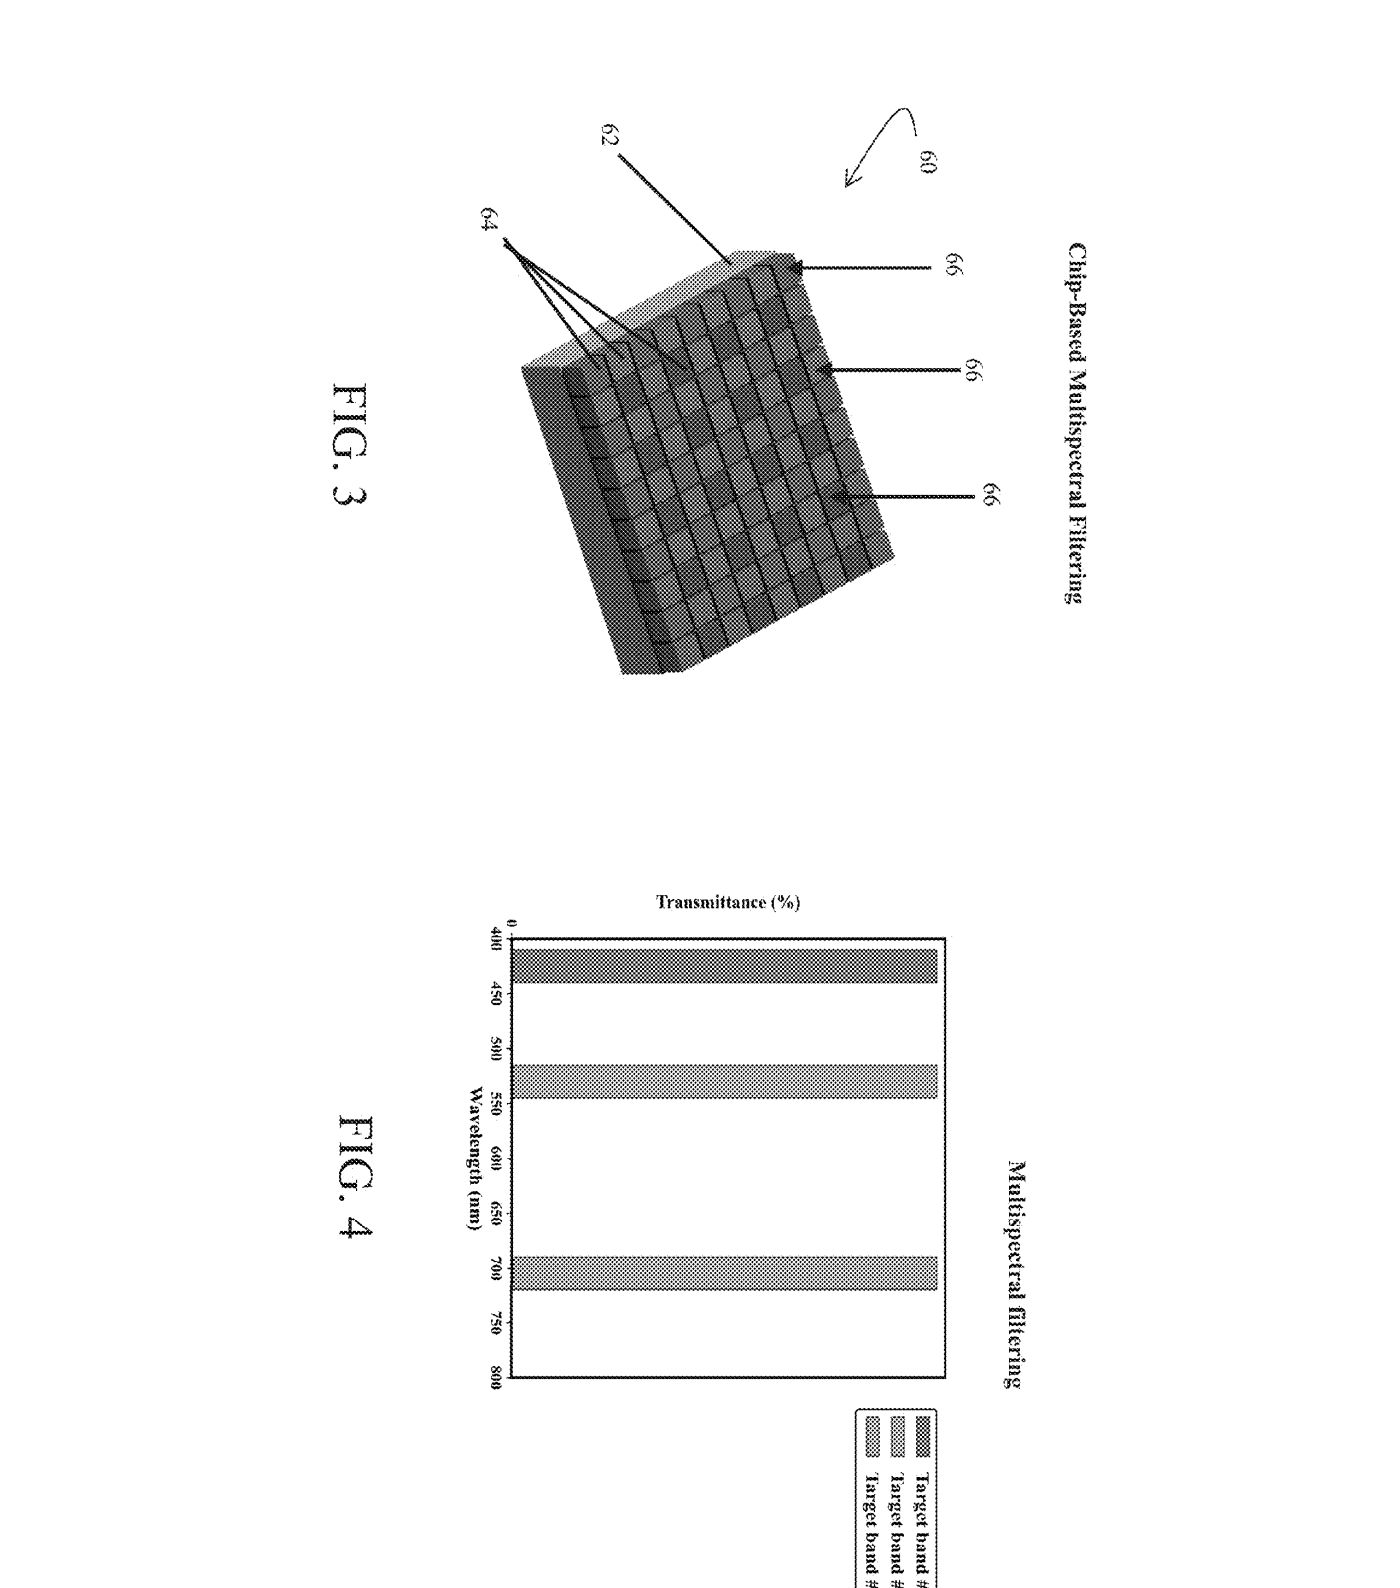 Chip-Based Multispectral Filtering
60
66
66
66
62
64
FIG. 3
Multispectral filtering
Transmittance (%)
0
400
450
500
550
600
650
700
750
800
Wavelength (nm)
Target band #
Target band #
Target band #
FIG. 4